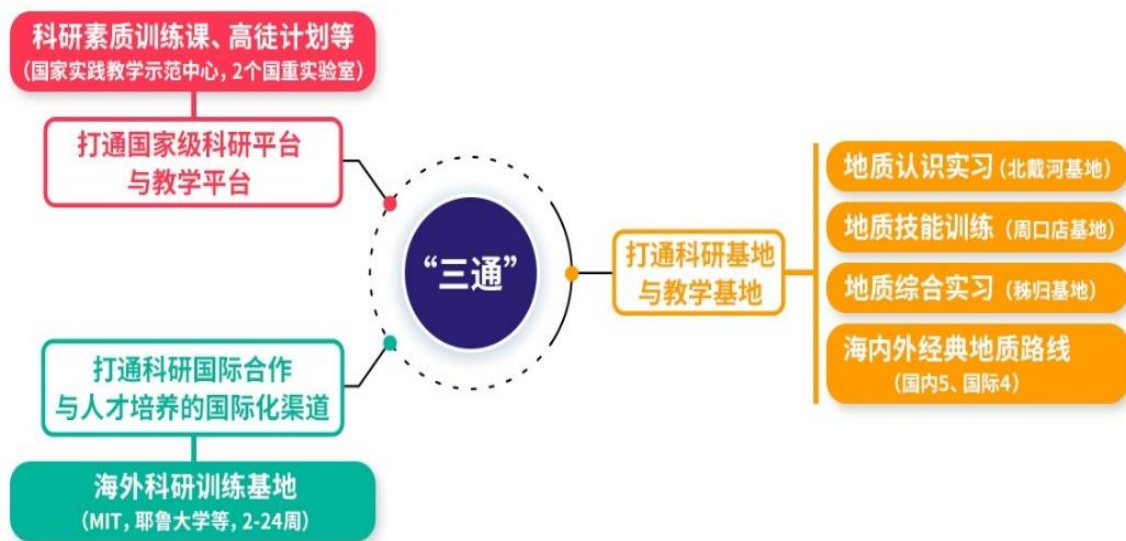 科研素质训练课、高徒计划等
（国家实践教学示范中心，2个国重实验室）
打通国家级科研平台
与教学平台
“三通”
打通科研国际合作
与人才培养的国际化渠道
海外科研训练基地
（MIT，耶鲁大学等，2-24周）
打通科研基地
与教学基地
地质认识实习（北戴河基地）
地质技能训练（周口店基地）
地质综合实习（秭归基地）
海内外经典地质路线
（国内5、国际4）